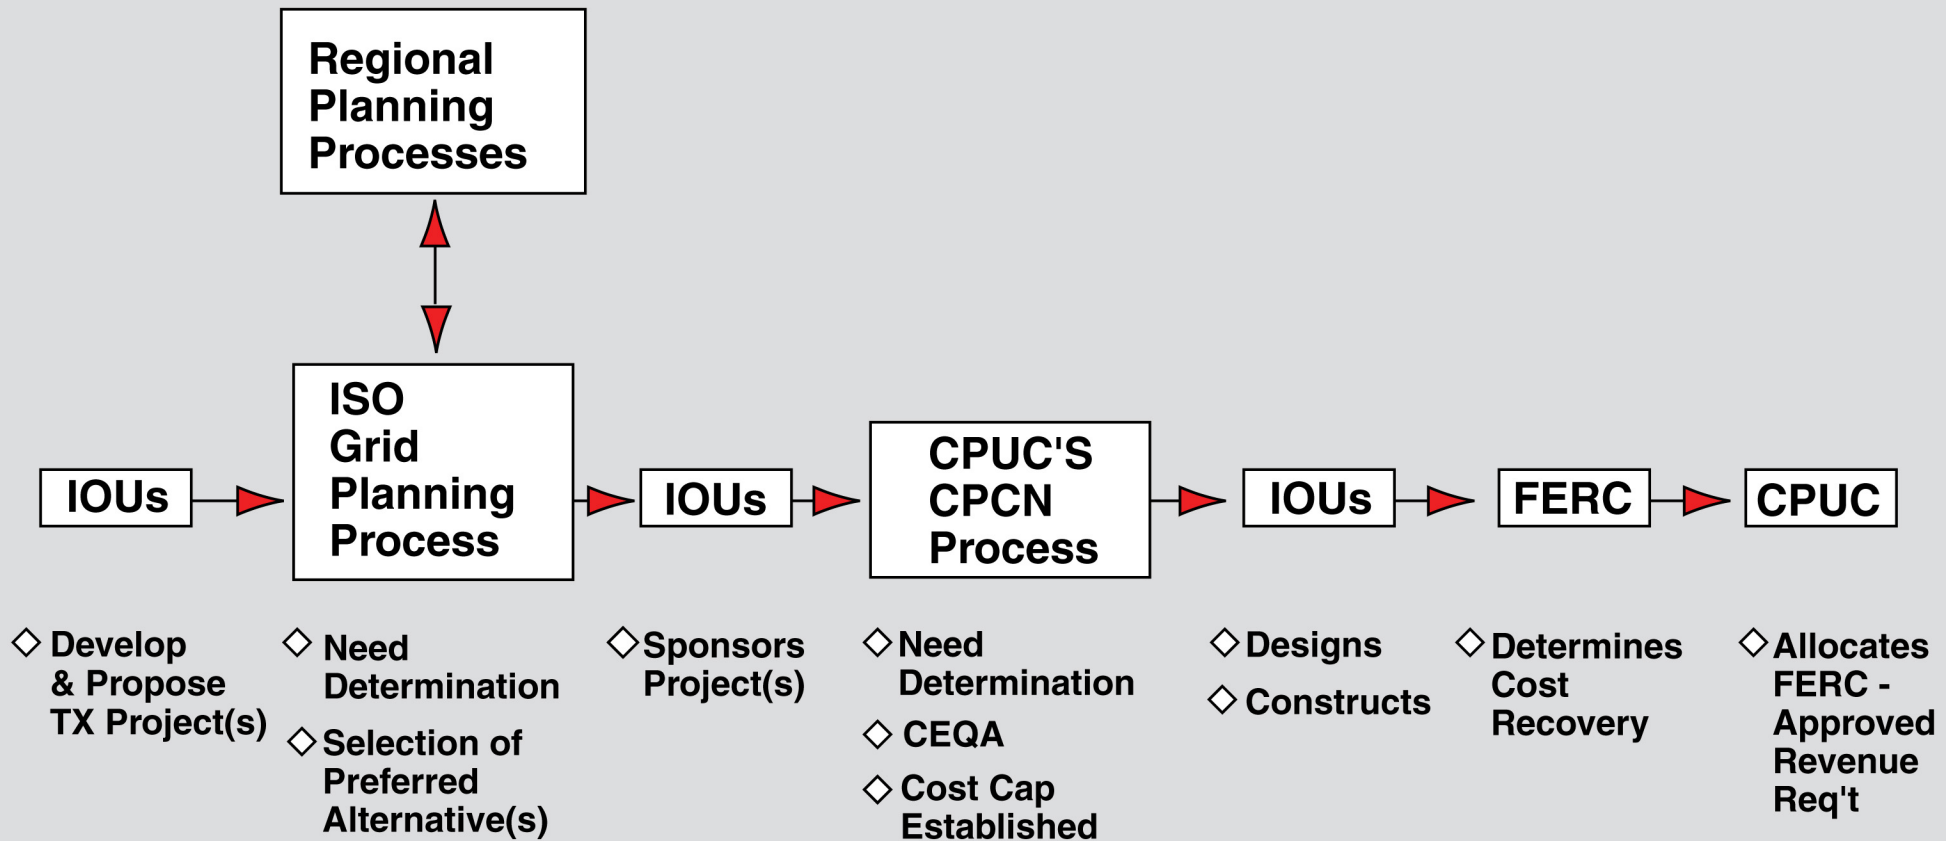 Regional
Planning
Processes
IOUs
ISO
Grid
Planning
Process
IOUs
CPUC'S
CPCN
Process
IOUs
FERC
CPUC
Develop
& Propose
TX Project(s)
Need
Determination
Selection of
Preferred
Alternative(s)
Sponsors
Project(s)
Need
Determination
CEQA
Cost Cap
Established
Designs
Constructs
Determines
Cost
Recovery
Allocates
FERC -
Approved
Revenue
Req't